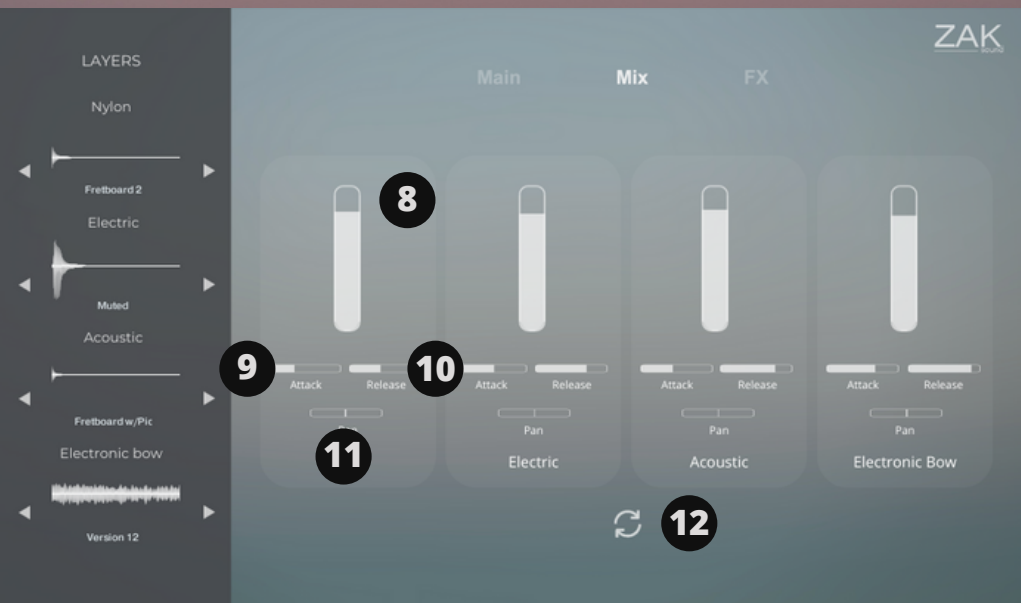 LAYERS
Nylon
Fretboard 2
Electric
Muted
Acoustic
Fretboard w/Pic
Electronic bow
Version 12
ZAK
sound
Main Mix FX
8
9 Attack Release 10 Attack Release Attack Release Attack Release
Pan Pan Pan Pan
11 Electric Acoustic Electronic Bow
12